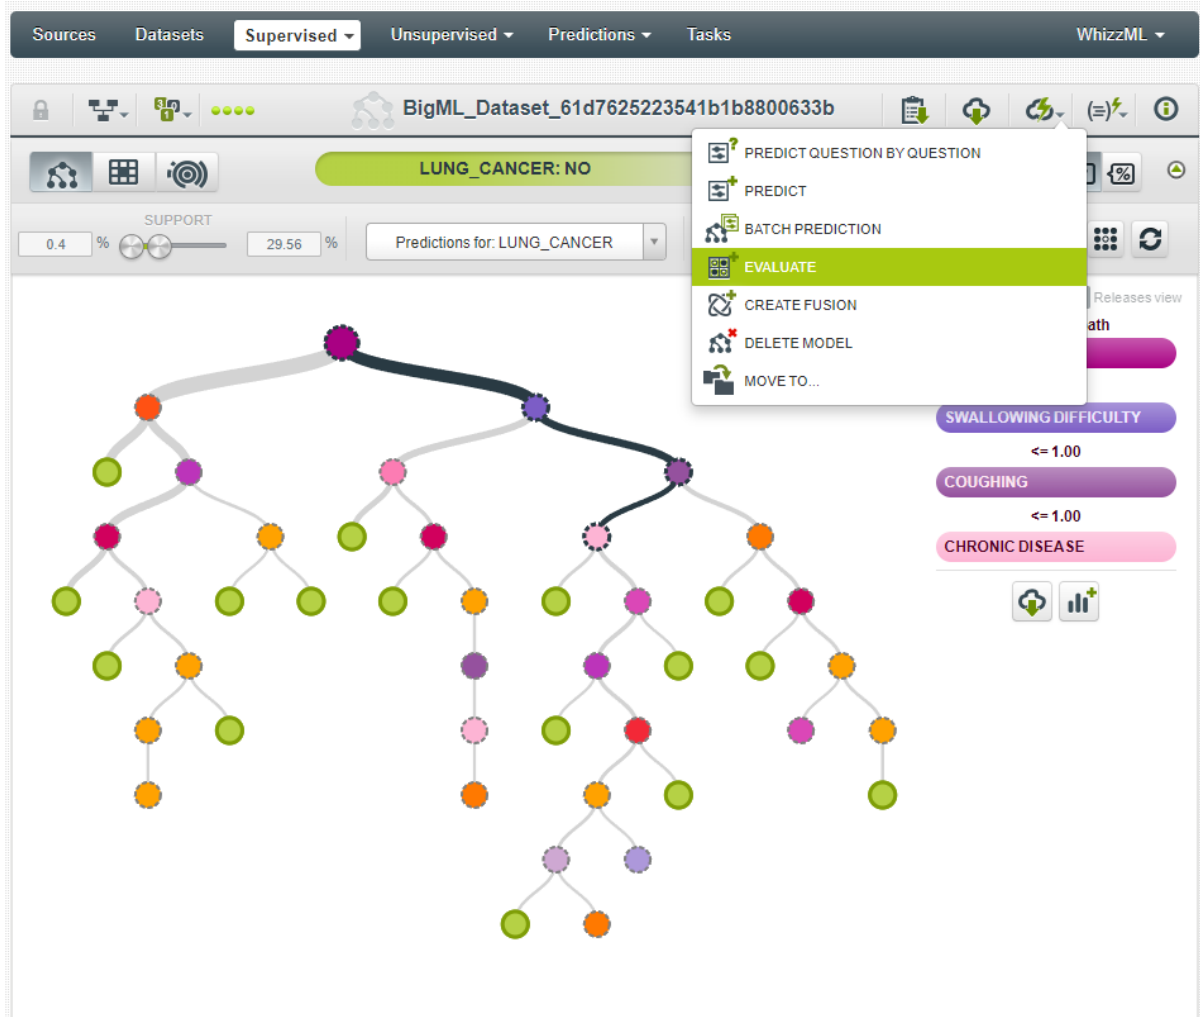 Sources Datasets Supervised Unsupervised Predictions Tasks WhizzML
BigML_Dataset_61d7625223541b1b8800633b
LUNG_CANCER: NO
SUPPORT
0.4 % 29.56 %
Predictions for: LUNG_CANCER
PREDICT QUESTION BY QUESTION
PREDICT
BATCH PREDICTION
EVALUATE
CREATE FUSION
DELETE MODEL
MOVE TO...
Releases view
ath
SWALLOWING DIFFICULTY
<= 1.00
COUGHING
<= 1.00
CHRONIC DISEASE